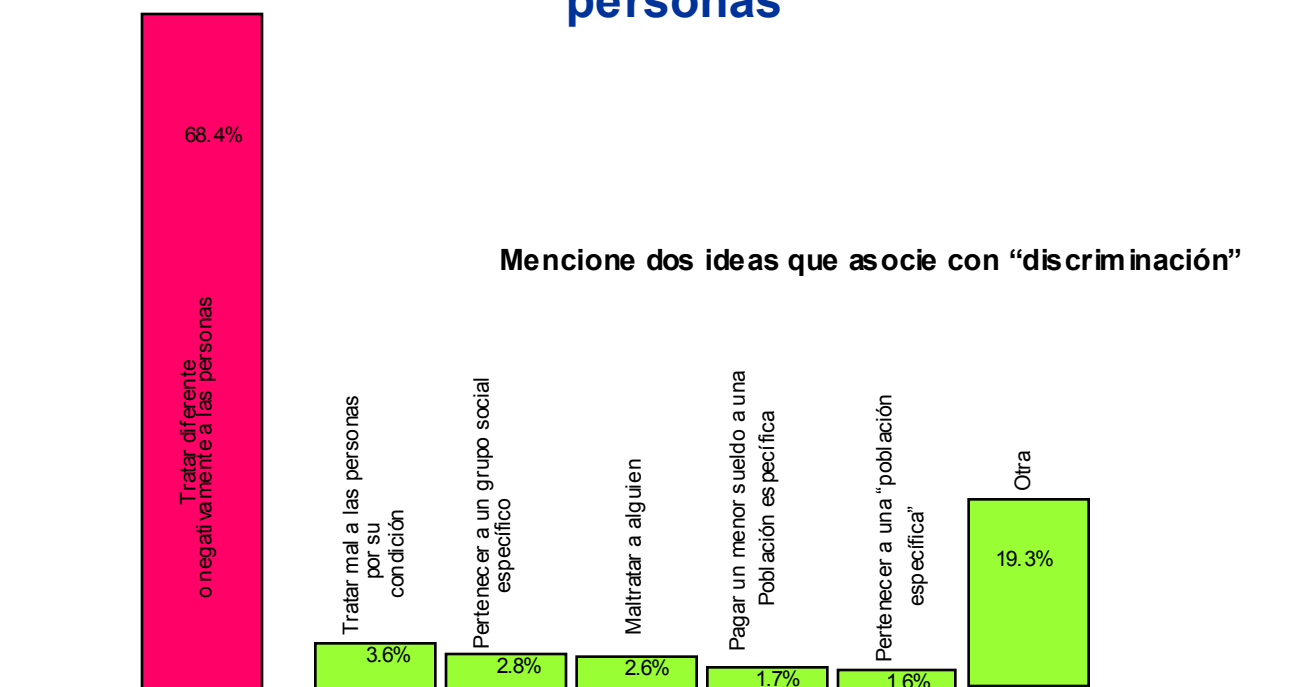 personas
68.4%
Mencione dos ideas que asocie con “discriminación”
Tratar diferente
o negativamente a las personas
Tratar mal a las personas
por su
condición
3.6%
Pertenecer a un grupo social
específico
2.8%
Maltratar a alguien
2.6%
Pagar un menor sueldo a una
Población específica
1.7%
Pertenecer a una “población
específica”
1.6%
Otra
19.3%